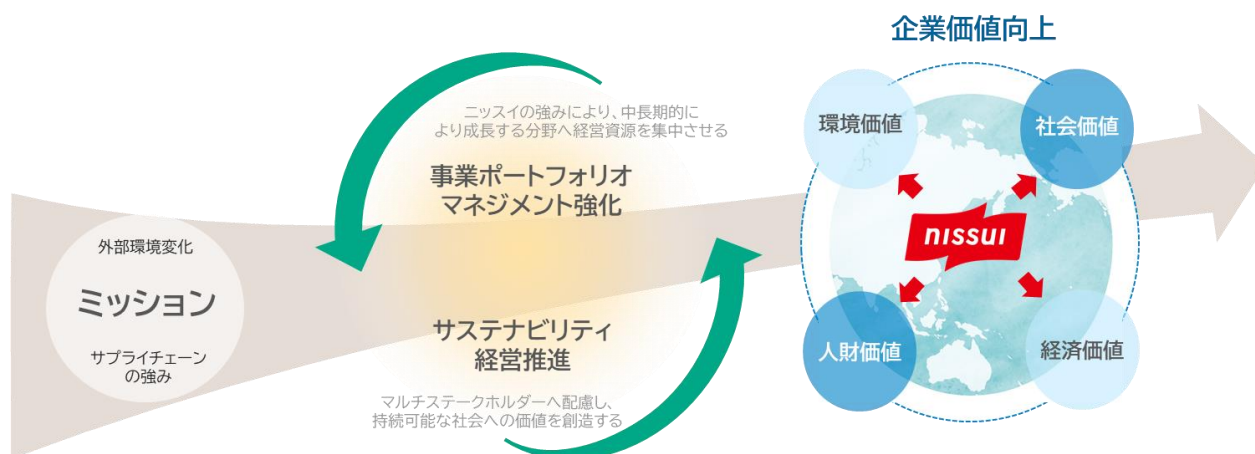 外部環境変化
ミッション
サプライチェーン
の強み
ニッスイの強みにより、中長期的に
より成長する分野へ経営資源を集中させる
事業ポートフォリオ
マネジメント強化
サステナビリティ
経営推進
マルチステークホルダーへ配慮し、
持続可能な社会への価値を創造する
企業価値向上
環境価値
社会価値
nissui
人財価値
経済価値